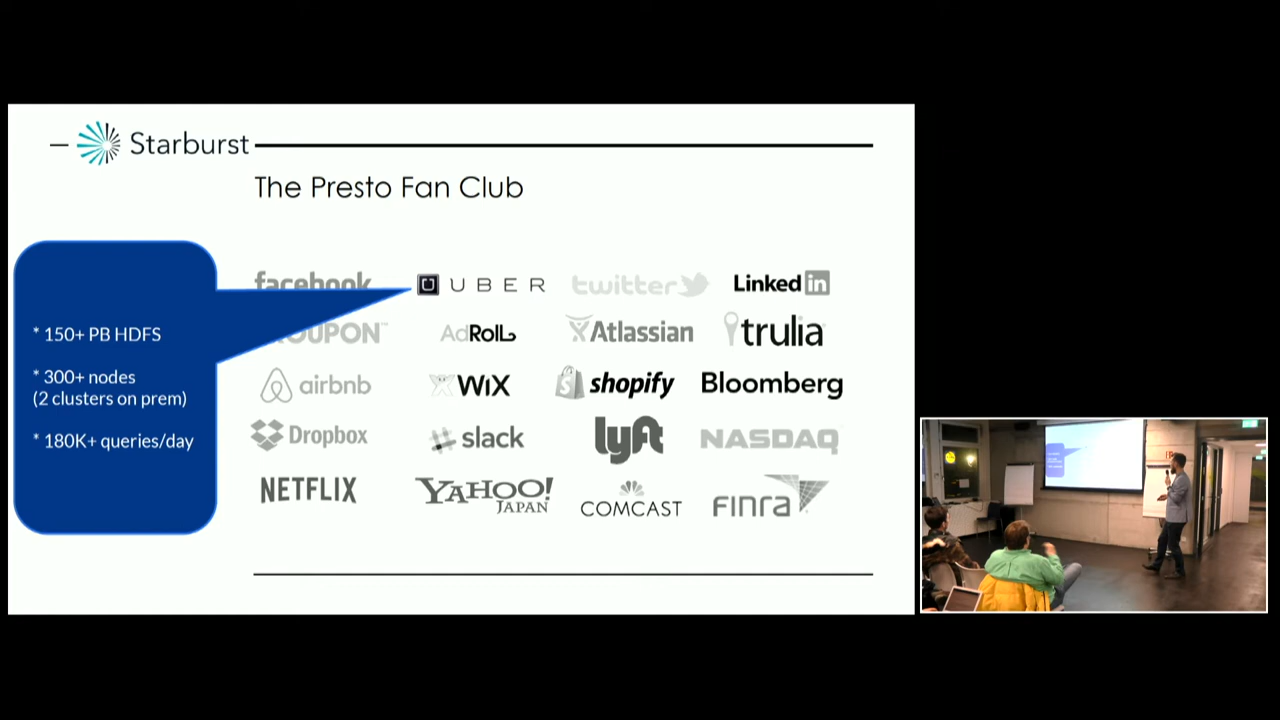 Starburst
The Presto Fan Club
facebook
UBER
twitter
Linked in
OUPON
AdRoll
Atlassian
trulia
airbnb
WiX
shopify
Bloomberg
Dropbox
slack
lyft
NASDAQ
NETFLIX
YAHOO!
JAPAN
COMCAST
FINRA
* 150+ PB HDFS
* 300+ nodes
(2 clusters on prem)
* 180K+ queries/day